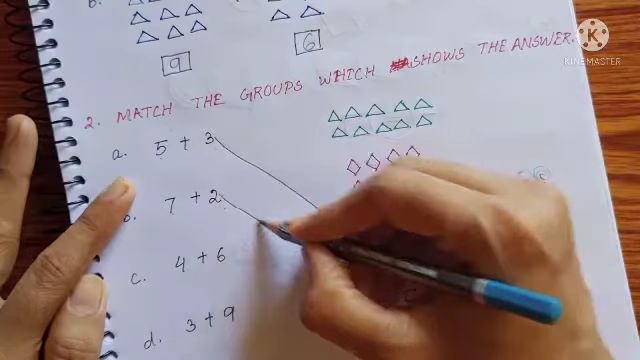 b.
9
6
KINEMASTER
2. MATCH THE GROUPS WHICH SHOWS THE ANSWER.
a. 5 + 3
b. 7 + 2
c. 4 + 6
d. 3 + 9